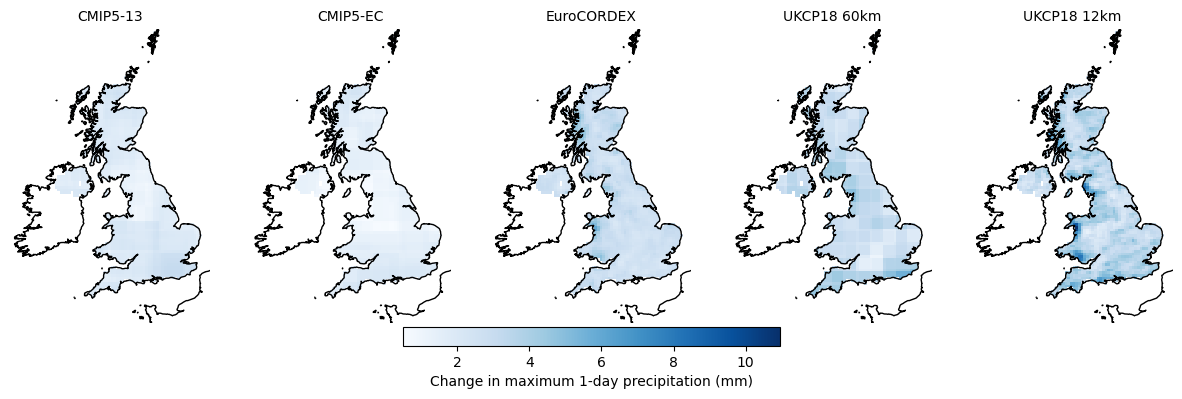 CMIP5-13
CMIP5-EC
EuroCORDEX
UKCP18 60km
UKCP18 12km
2 4 6 8 10
Change in maximum 1-day precipitation (mm)